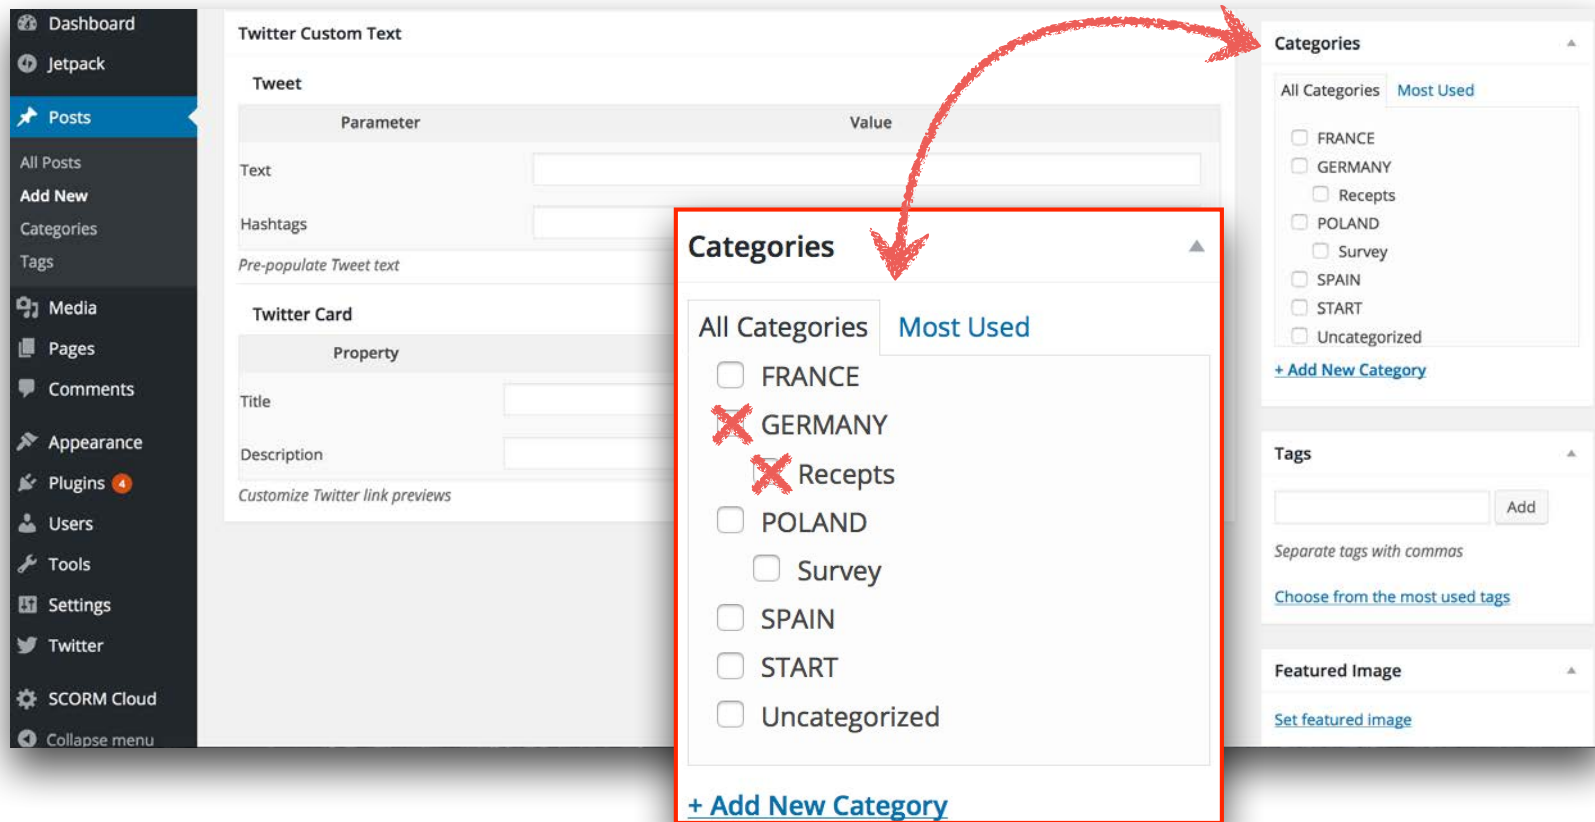 Dashboard
Jetpack
Posts
All Posts
Add New
Categories
Tags
Media
Pages
Comments
Appearance
Plugins 4
Users
Tools
Settings
Twitter
SCORM Cloud
Collapse menu
Twitter Custom Text
Tweet
Parameter Value
Text
Hashtags
Pre-populate Tweet text
Twitter Card
Property
Title
Description
Customize Twitter link previews
Categories
All Categories Most Used
FRANCE
GERMANY
Recepts
POLAND
Survey
SPAIN
START
Uncategorized
+ Add New Category
Categories
All Categories Most Used
FRANCE
GERMANY
Recepts
POLAND
Survey
SPAIN
START
Uncategorized
+ Add New Category
Tags
Add
Separate tags with commas
Choose from the most used tags
Featured Image
Set featured image